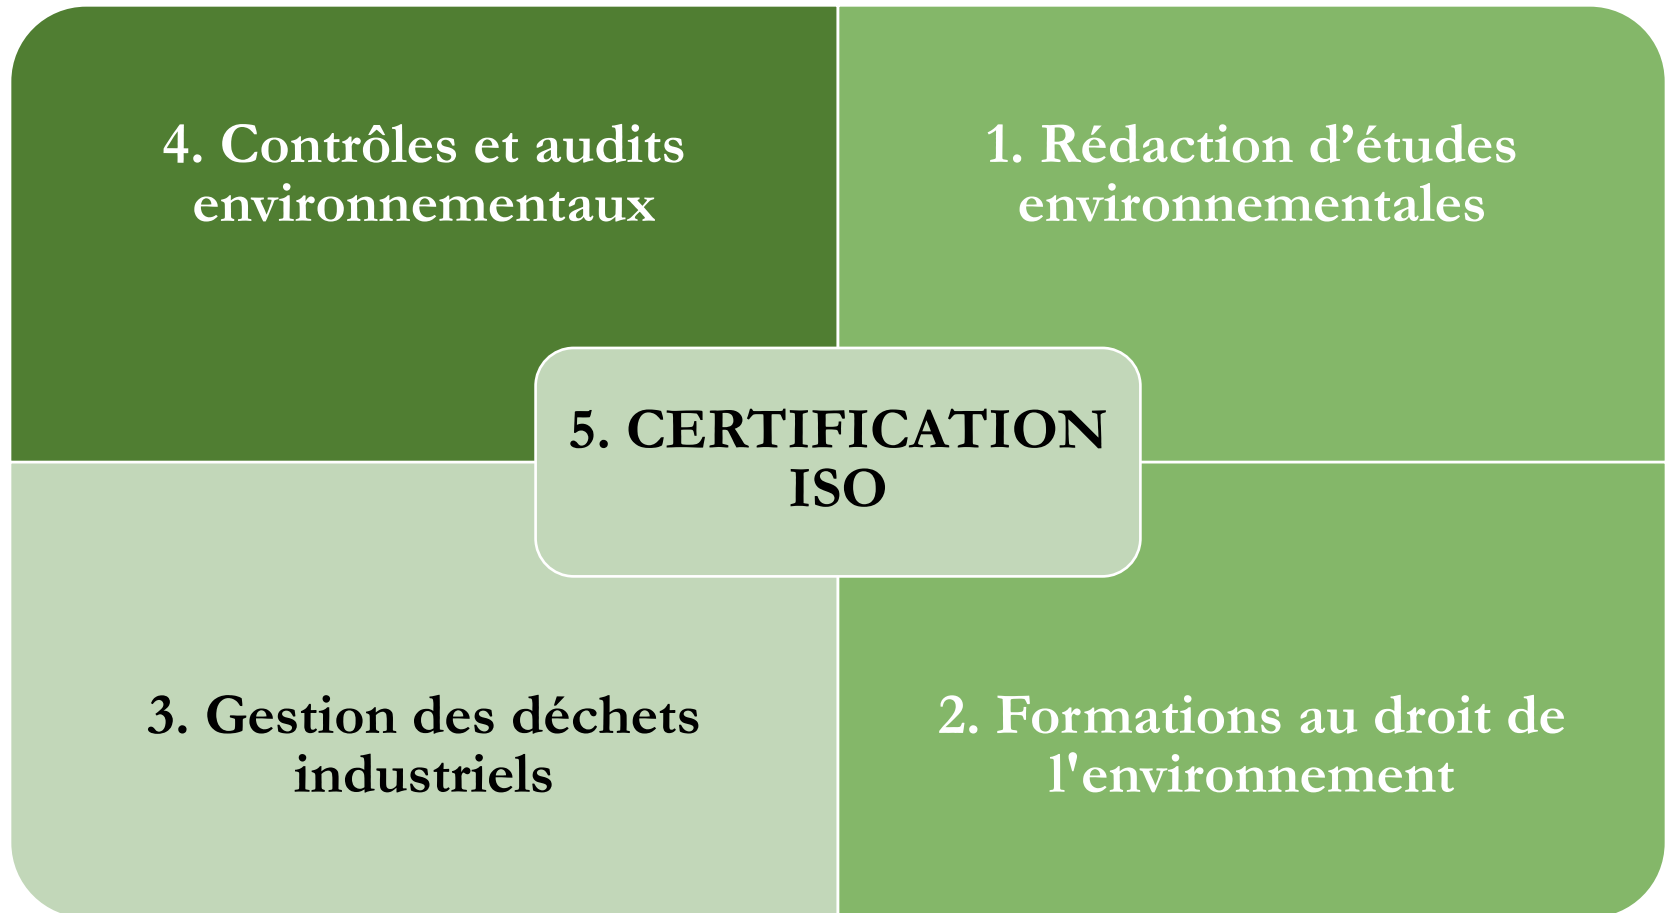 4. Contrôles et audits
environnementaux
1. Rédaction d’études
environnementales
5. CERTIFICATION
ISO
3. Gestion des déchets
industriels
2. Formations au droit de
l'environnement